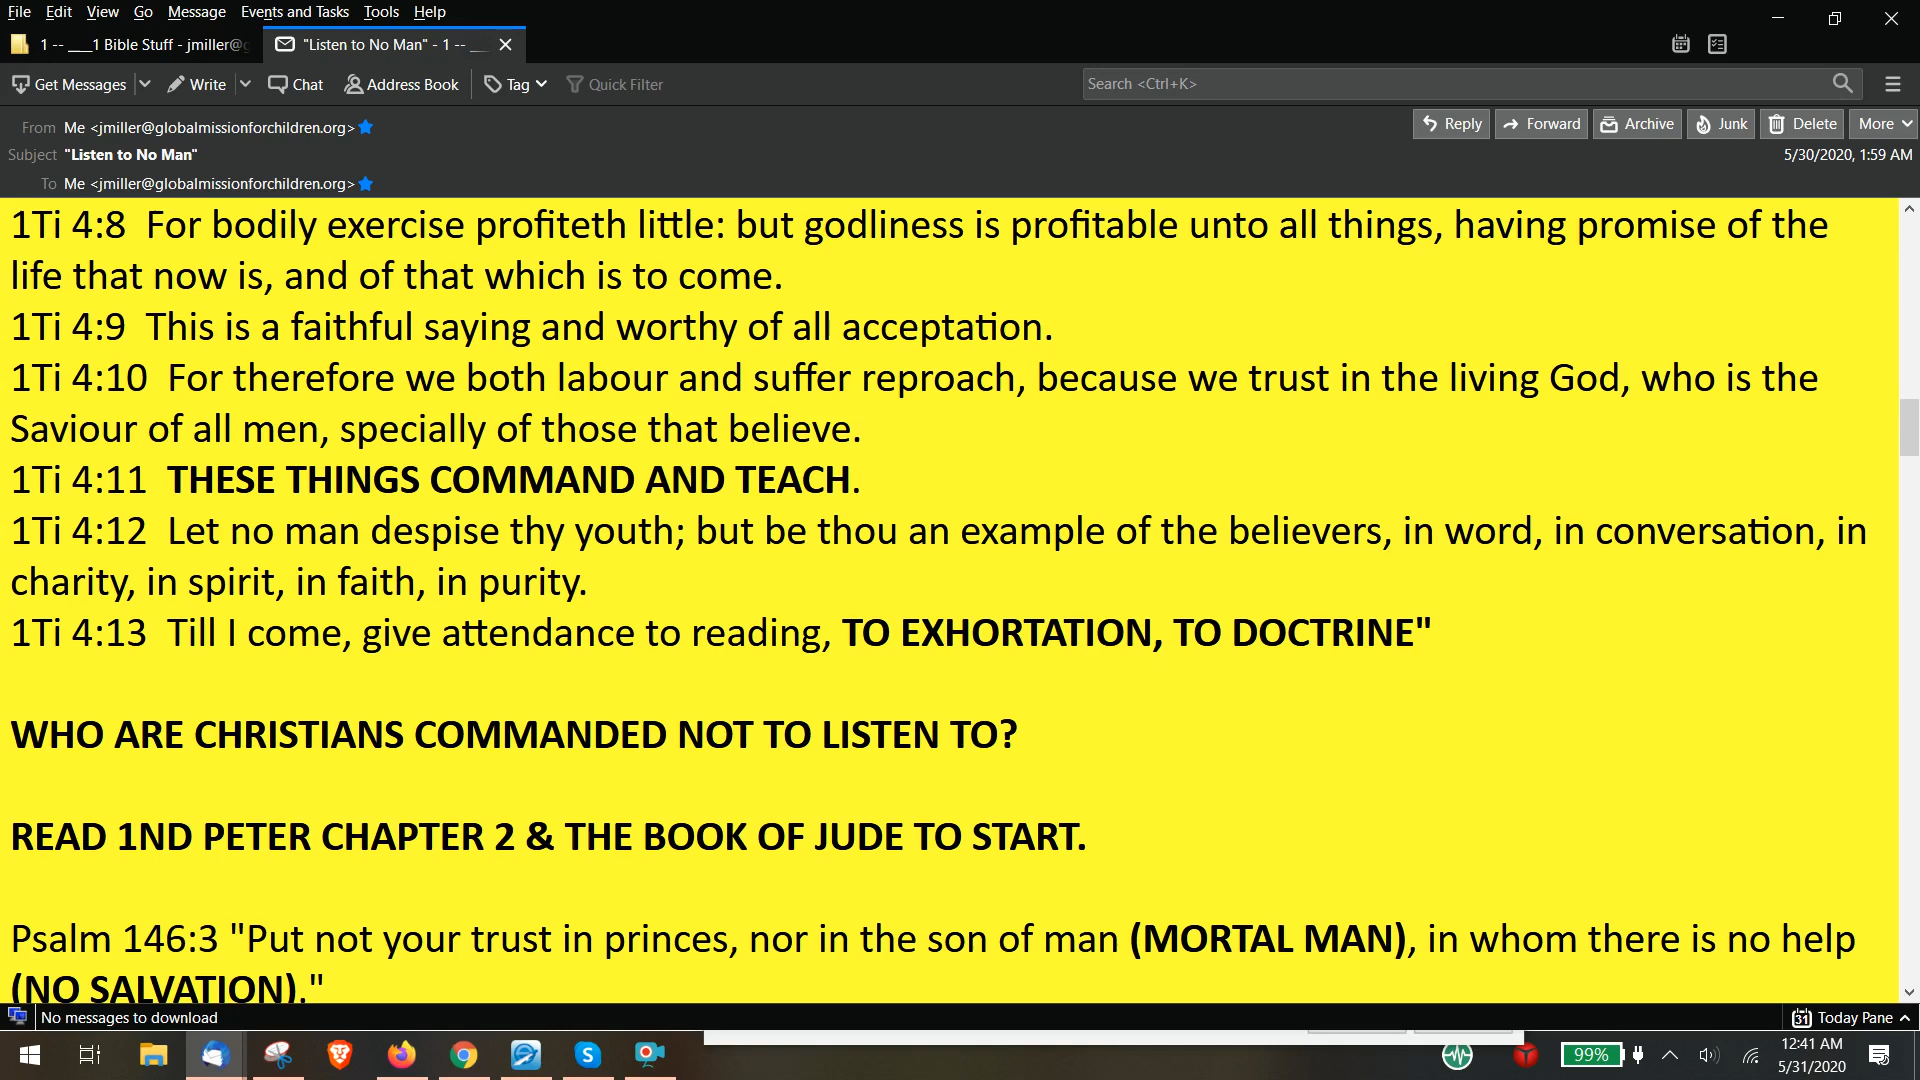 File Edit View Go Message Events and Tasks Tools Help
1 -- ___1 Bible Stuff - jmiller@g "Listen to No Man" - 1 -- __
Get Messages Write Chat Address Book Tag Quick Filter Search <Ctrl+K>
From Me <jmiller@globalmissionforchildren.org> Reply Forward Archive Junk Delete More
Subject "Listen to No Man" 5/30/2020, 1:59 AM
To Me <jmiller@globalmissionforchildren.org>
1Ti 4:8 For bodily exercise profiteth little: but godliness is profitable unto all things, having promise of the
life that now is, and of that which is to come.
1Ti 4:9 This is a faithful saying and worthy of all acceptation.
1Ti 4:10 For therefore we both labour and suffer reproach, because we trust in the living God, who is the
Saviour of all men, specially of those that believe.
1Ti 4:11 THESE THINGS COMMAND AND TEACH.
1Ti 4:12 Let no man despise thy youth; but be thou an example of the believers, in word, in conversation, in
charity, in spirit, in faith, in purity.
1Ti 4:13 Till I come, give attendance to reading, TO EXHORTATION, TO DOCTRINE"
WHO ARE CHRISTIANS COMMANDED NOT TO LISTEN TO?
READ 1ND PETER CHAPTER 2 & THE BOOK OF JUDE TO START.
Psalm 146:3 "Put not your trust in princes, nor in the son of man (MORTAL MAN), in whom there is no help
(NO SALVATION)."
No messages to download 31 Today Pane
99% 12:41 AM
5/31/2020